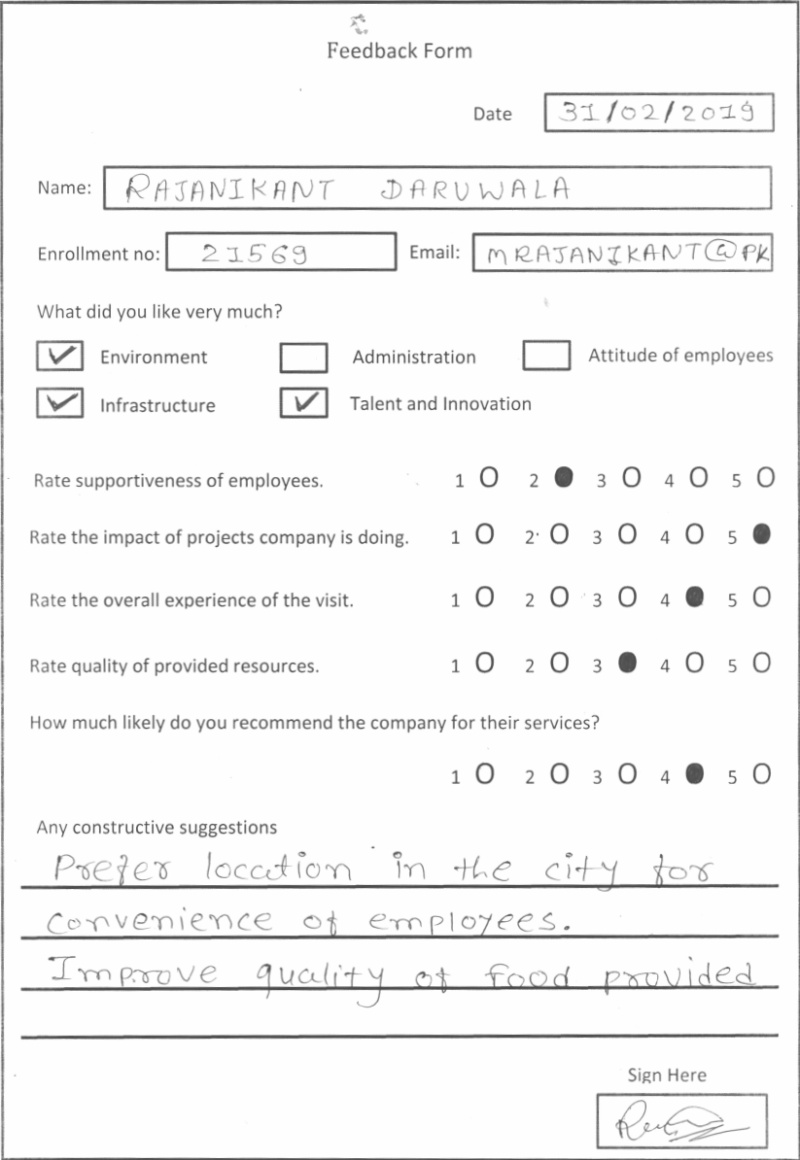 Feedback Form
Date 31/02/2019
Name: RAJANIKANT DARUWALA
Enrollment no: 21569 Email: MRAJANIKANT@PK
What did you like very much?
Environment Administration Attitude of employees
Infrastructure Talent and Innovation
Rate supportiveness of employees. 1 2 3 4 5
Rate the impact of projects company is doing. 1 2 3 4 5
Rate the overall experience of the visit. 1 2 3 4 5
Rate quality of provided resources. 1 2 3 4 5
How much likely do you recommend the company for their services?
1 2 3 4 5
Any constructive suggestions
Prefer location in the city for
convenience of employees.
Improve quality of food provided
Sign Here